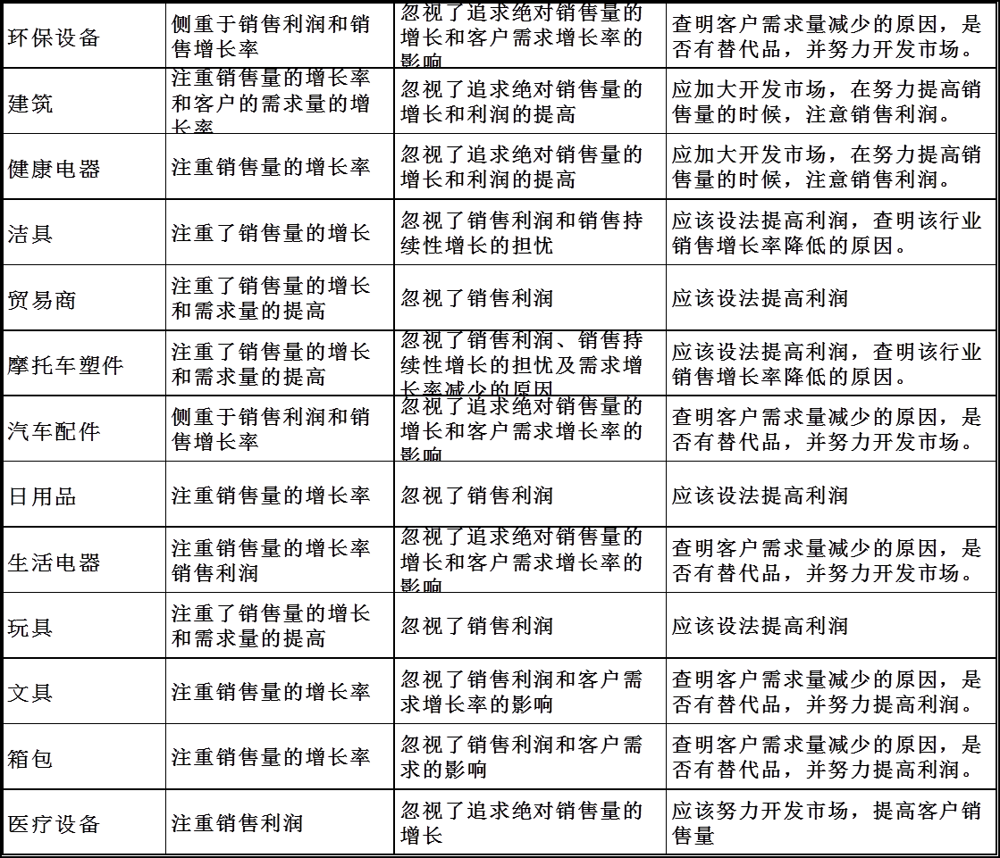 环保设备
侧重于销售利润和销
售增长率
忽视了追求绝对销售量的
增长和客户需求增长率的
影响
查明客户需求量减少的原因，是
否有替代品，并努力开发市场。
建筑
注重销售量的增长率
和客户的需求量的增
长率
忽视了追求绝对销售量的
增长和利润的提高
应加大开发市场，在努力提高销
售量的时候，注意销售利润。
健康电器
注重销售量的增长率
忽视了追求绝对销售量的
增长和利润的提高
应加大开发市场，在努力提高销
售量的时候，注意销售利润。
洁具
注重了销售量的增长
忽视了销售利润和销售持
续性增长的担忧
应该设法提高利润，查明该行业
销售增长率降低的原因。
贸易商
注重了销售量的增长
和需求量的提高
忽视了销售利润
应该设法提高利润
摩托车塑件
注重了销售量的增长
和需求量的提高
忽视了销售利润、销售持
续性增长的担忧及需求增
长率减少的原因
应该设法提高利润，查明该行业
销售增长率降低的原因。
汽车配件
侧重于销售利润和销
售增长率
忽视了追求绝对销售量的
增长和客户需求增长率的
影响
查明客户需求量减少的原因，是
否有替代品，并努力开发市场。
日用品
注重销售量的增长率
忽视了销售利润
应该设法提高利润
生活电器
注重销售量的增长率
销售利润
忽视了追求绝对销售量的
增长和客户需求增长率的
影响
查明客户需求量减少的原因，是
否有替代品，并努力开发市场。
玩具
注重了销售量的增长
和需求量的提高
忽视了销售利润
应该设法提高利润
文具
注重销售量的增长率
忽视了销售利润和客户需
求增长率的影响
查明客户需求量减少的原因，是
否有替代品，并努力提高利润。
箱包
注重销售量的增长率
忽视了销售利润和客户需
求的影响
查明客户需求量减少的原因，是
否有替代品，并努力提高利润。
医疗设备
注重销售利润
忽视了追求绝对销售量的
增长
应该努力开发市场，提高客户销
售量